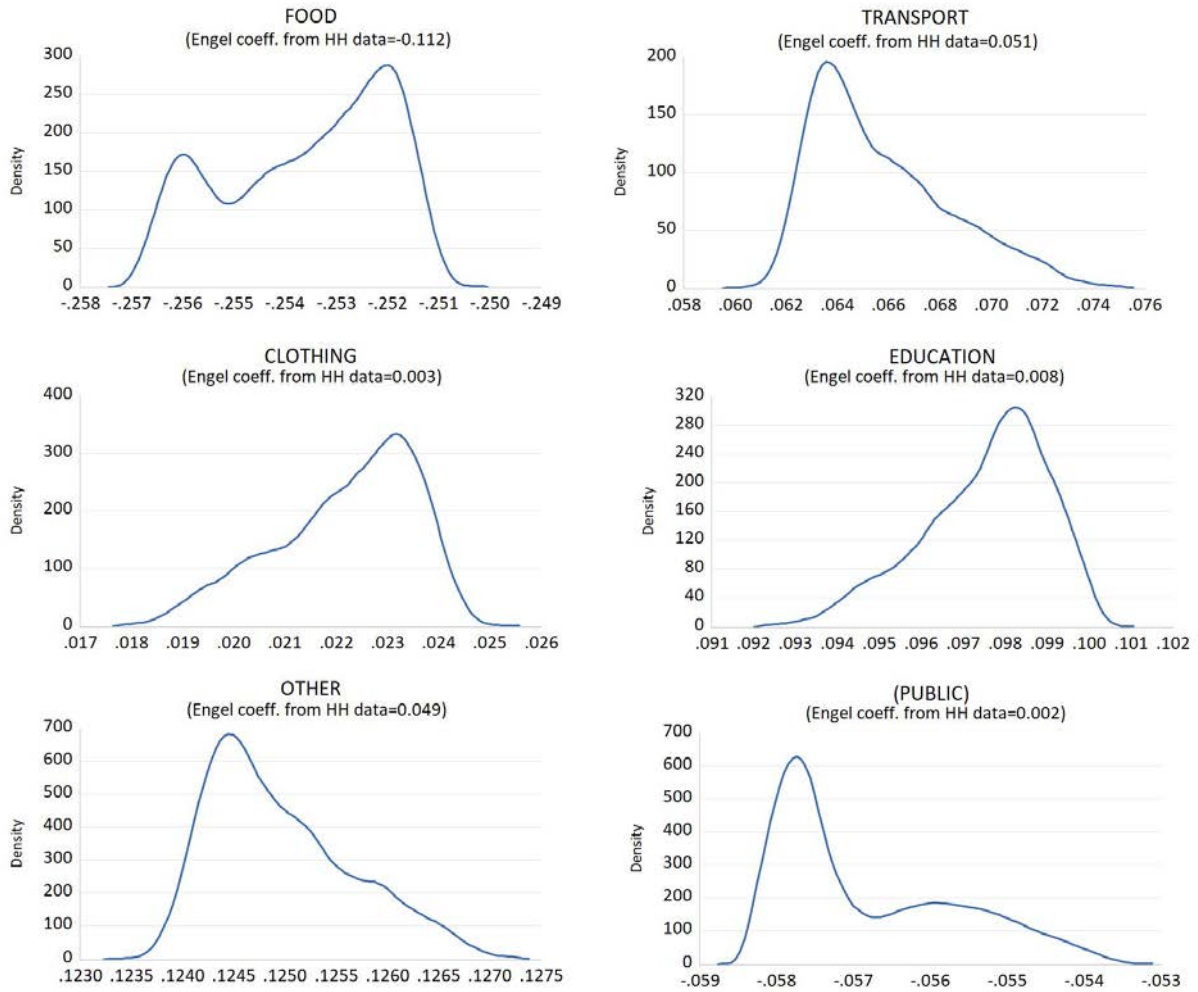 FOOD
(Engel coeff. from HH data=-0.112)
300
250
200
150
100
50
0
Density
-.258 -.257 -.256 -.255 -.254 -.253 -.252 -.251 -.250 -.249
TRANSPORT
(Engel coeff. from HH data=0.051)
200
150
100
50
0
Density
.058 .060 .062 .064 .066 .068 .070 .072 .074 .076
CLOTHING
(Engel coeff. from HH data=0.003)
400
300
200
100
0
Density
.017 .018 .019 .020 .021 .022 .023 .024 .025 .026
EDUCATION
(Engel coeff. from HH data=0.008)
320
280
240
200
160
120
80
40
0
Density
.091 .092 .093 .094 .095 .096 .097 .098 .099 .100 .101 .102
OTHER
(Engel coeff. from HH data=0.049)
700
600
500
400
300
200
100
0
Density
.1230 .1235 .1240 .1245 .1250 .1255 .1260 .1265 .1270 .1275
(PUBLIC)
(Engel coeff. from HH data=0.002)
700
600
500
400
300
200
100
0
Density
-.059 -.058 -.057 -.056 -.055 -.054 -.053